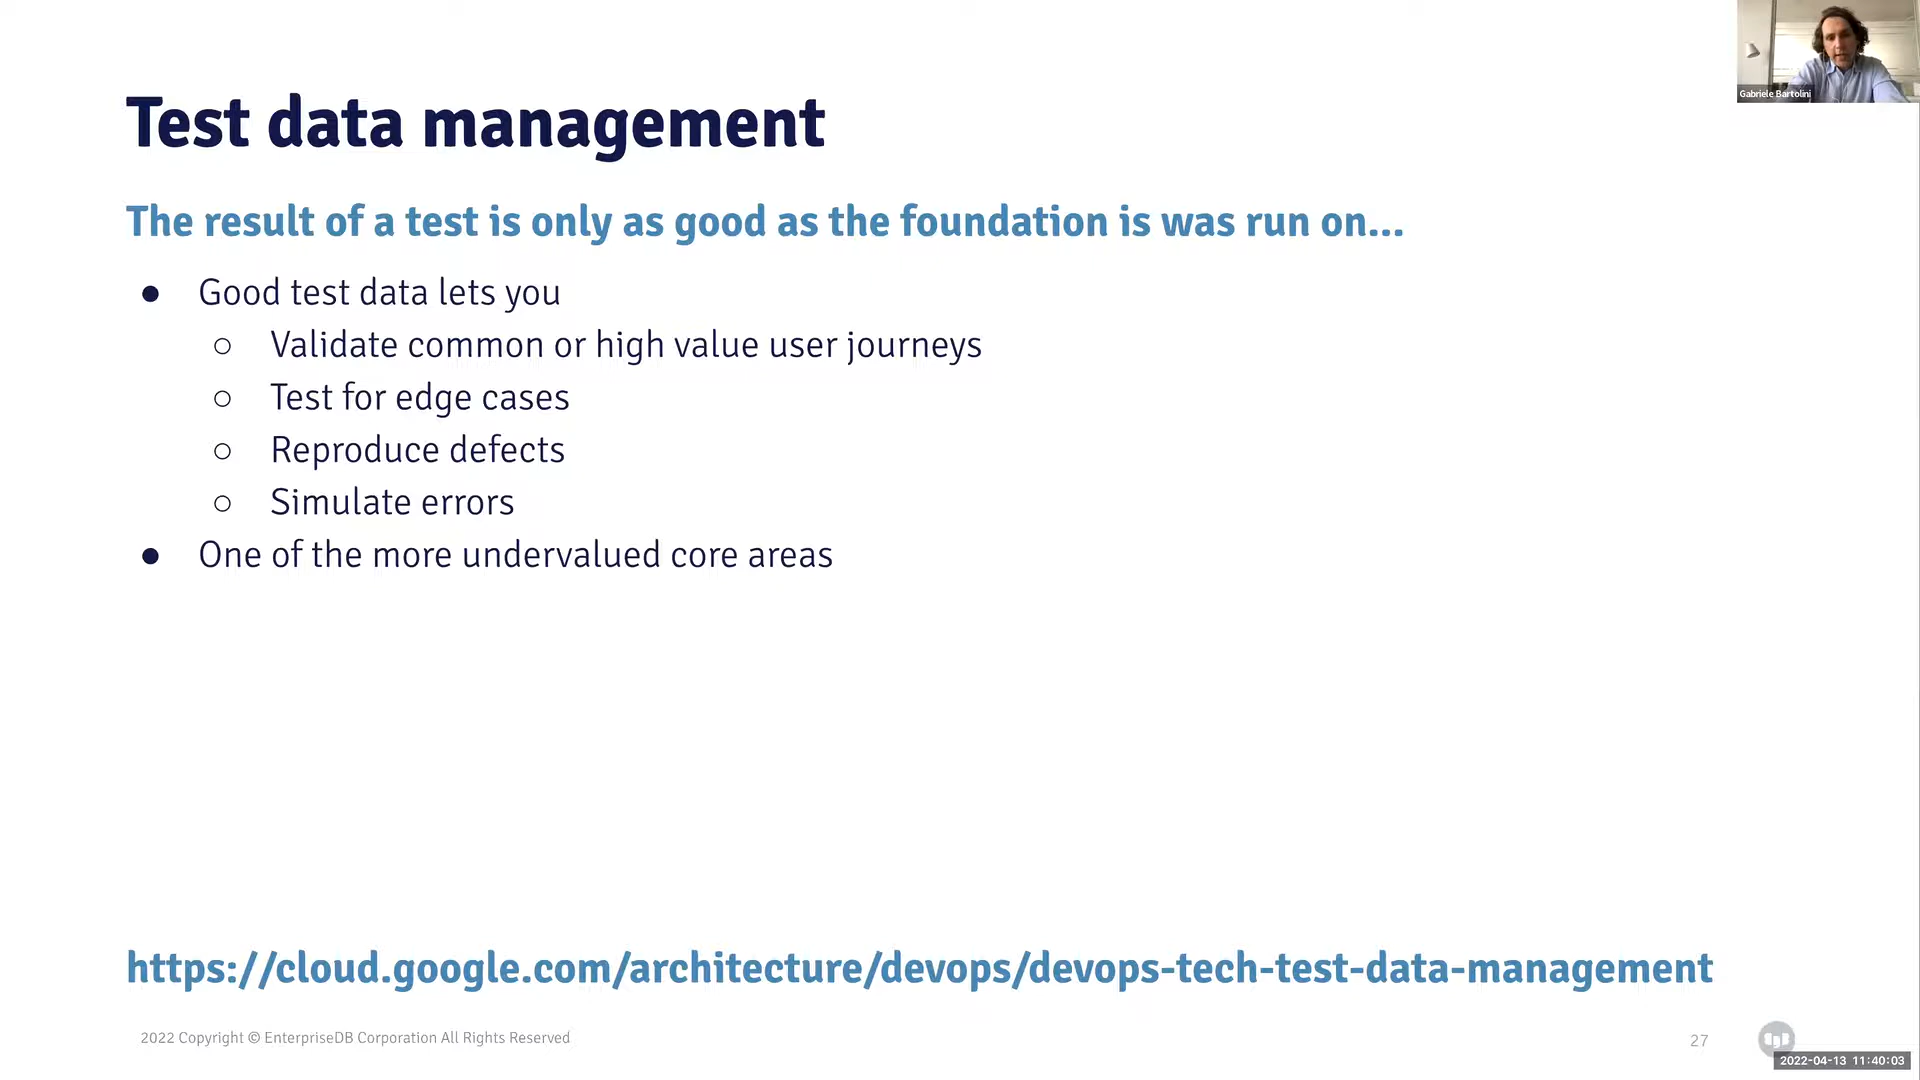 Gabriele Bartolini
Test data management
The result of a test is only as good as the foundation is was run on...
● Good test data lets you
○ Validate common or high value user journeys
○ Test for edge cases
○ Reproduce defects
○ Simulate errors
● One of the more undervalued core areas
https://cloud.google.com/architecture/devops/devops-tech-test-data-management
2022 Copyright © EnterpriseDB Corporation All Rights Reserved
27
2022-04-13 11:40:03